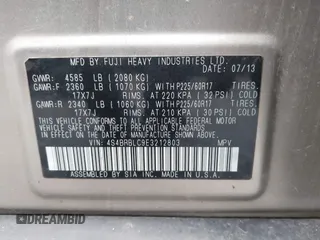 MFD. BY FUJI HEAVY INDUSTRIES LTD.
DATE: 07/13
GVWR: 4585 LB (2080 KG)
GAWR:F 2360 LB (1070 KG) WITH P225/60R17 TIRES.
17X7J RIMS, AT 220 KPA (32 PSI) COLD
GAWR:R 2340 LB (1060 KG) WITH P225/60R17 TIRES.
17X7J RIMS, AT 210 KPA (30 PSI) COLD
THIS VEHICLE CONFORMS TO ALL APPLICABLE
FEDERAL MOTOR VEHICLE SAFETY AND THEFT
PREVENTION STANDARDS IN EFFECT ON THE DATE
OF MANUFACTURE SHOWN ABOVE.
VIN: 4S4BRBLC9E3212803 MPV
ASSEMBLED BY SIA IN U.S.A.
DREAMBID